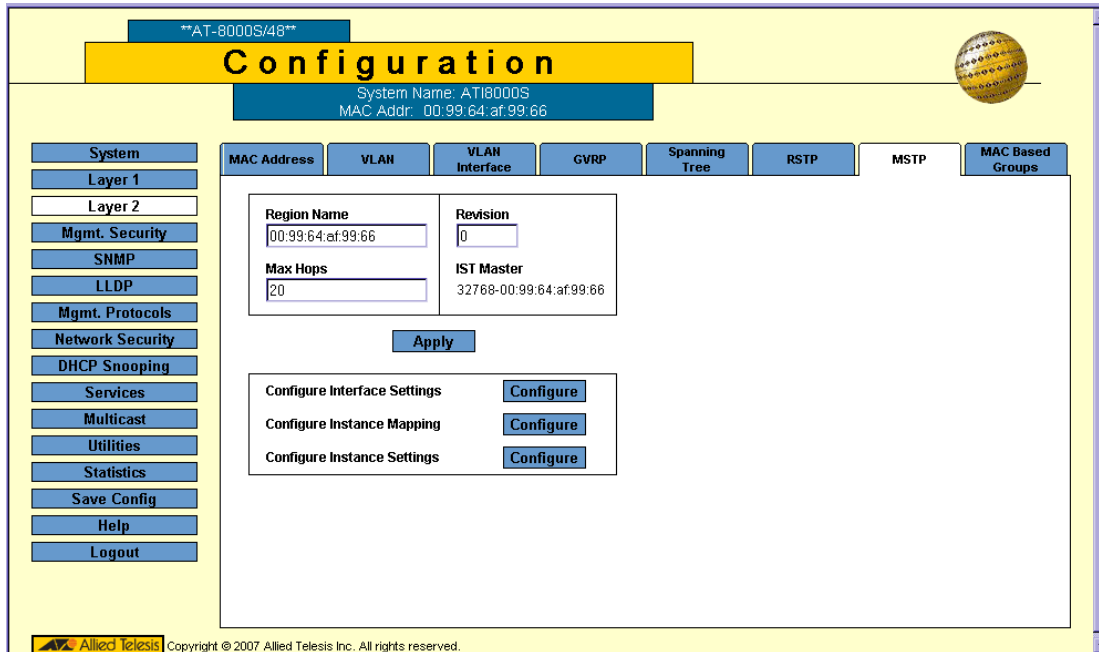 **AT-8000S/48**
Configuration
System Name: ATI8000S
MAC Addr: 00:99:64:af:99:66
System
Layer 1
Layer 2
Mgmt. Security
SNMP
LLDP
Mgmt. Protocols
Network Security
DHCP Snooping
Services
Multicast
Utilities
Statistics
Save Config
Help
Logout
MAC Address
VLAN
VLAN
Interface
GVRP
Spanning
Tree
RSTP
MSTP
MAC Based
Groups
Region Name
00:99:64:af:99:66
Revision
0
Max Hops
20
IST Master
32768-00:99:64:af:99:66
Apply
Configure Interface Settings Configure
Configure Instance Mapping Configure
Configure Instance Settings Configure
Allied Telesis Copyright © 2007 Allied Telesis Inc. All rights reserved.